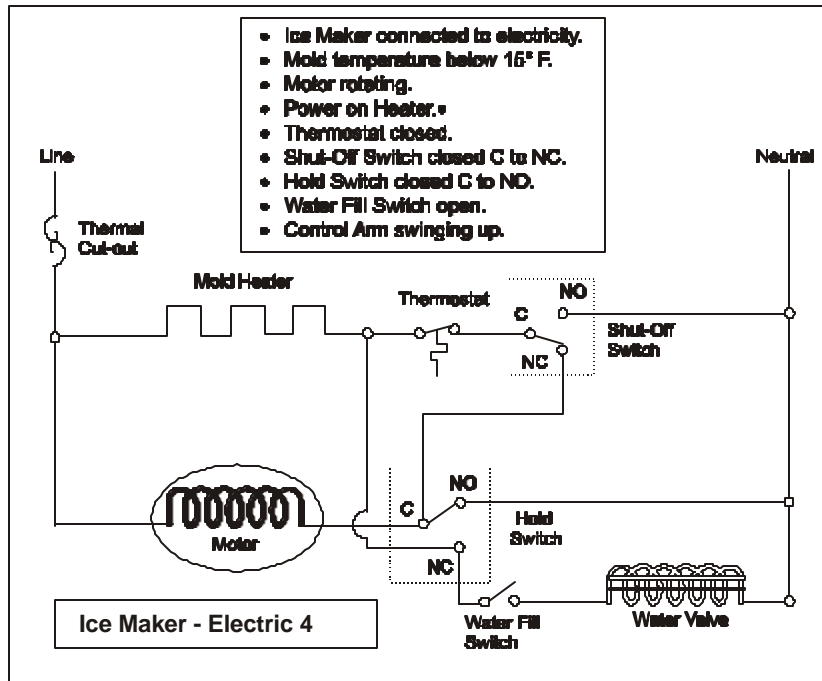 • Ice Maker connected to electricity.
• Mold temperature below 15° F.
• Motor rotating.
• Power on Heater.•
• Thermostat closed.
• Shut-Off Switch closed C to NC.
• Hold Switch closed C to NO.
• Water Fill Switch open.
• Control Arm swinging up.
Line
Neutral
Thermal
Cut-out
Mold Heater
Thermostat
NO
C
NC
Shut-Off
Switch
NO
C
NC
Hold
Switch
Motor
Ice Maker - Electric 4
Water Fill
Switch
Water Valve